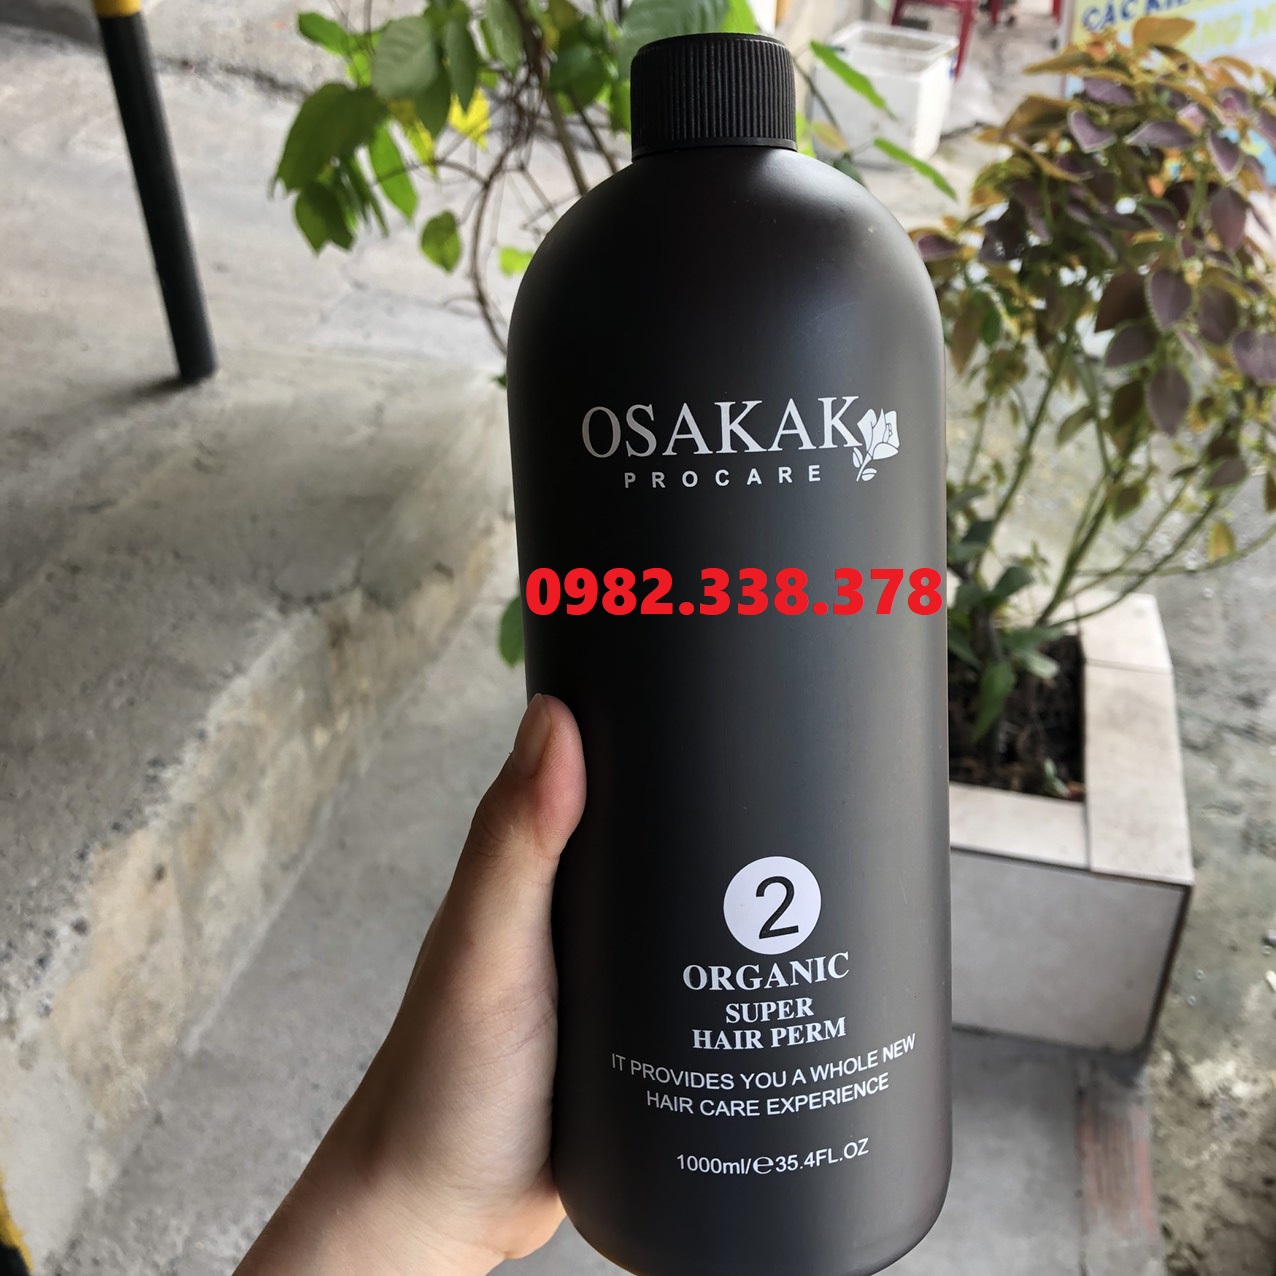 OSAKAK
PROCARE
0982.338.378
2
ORGANIC
SUPER
HAIR PERM
IT PROVIDES YOU A WHOLE NEW
HAIR CARE EXPERIENCE
1000ml/℮35.4FL.OZ